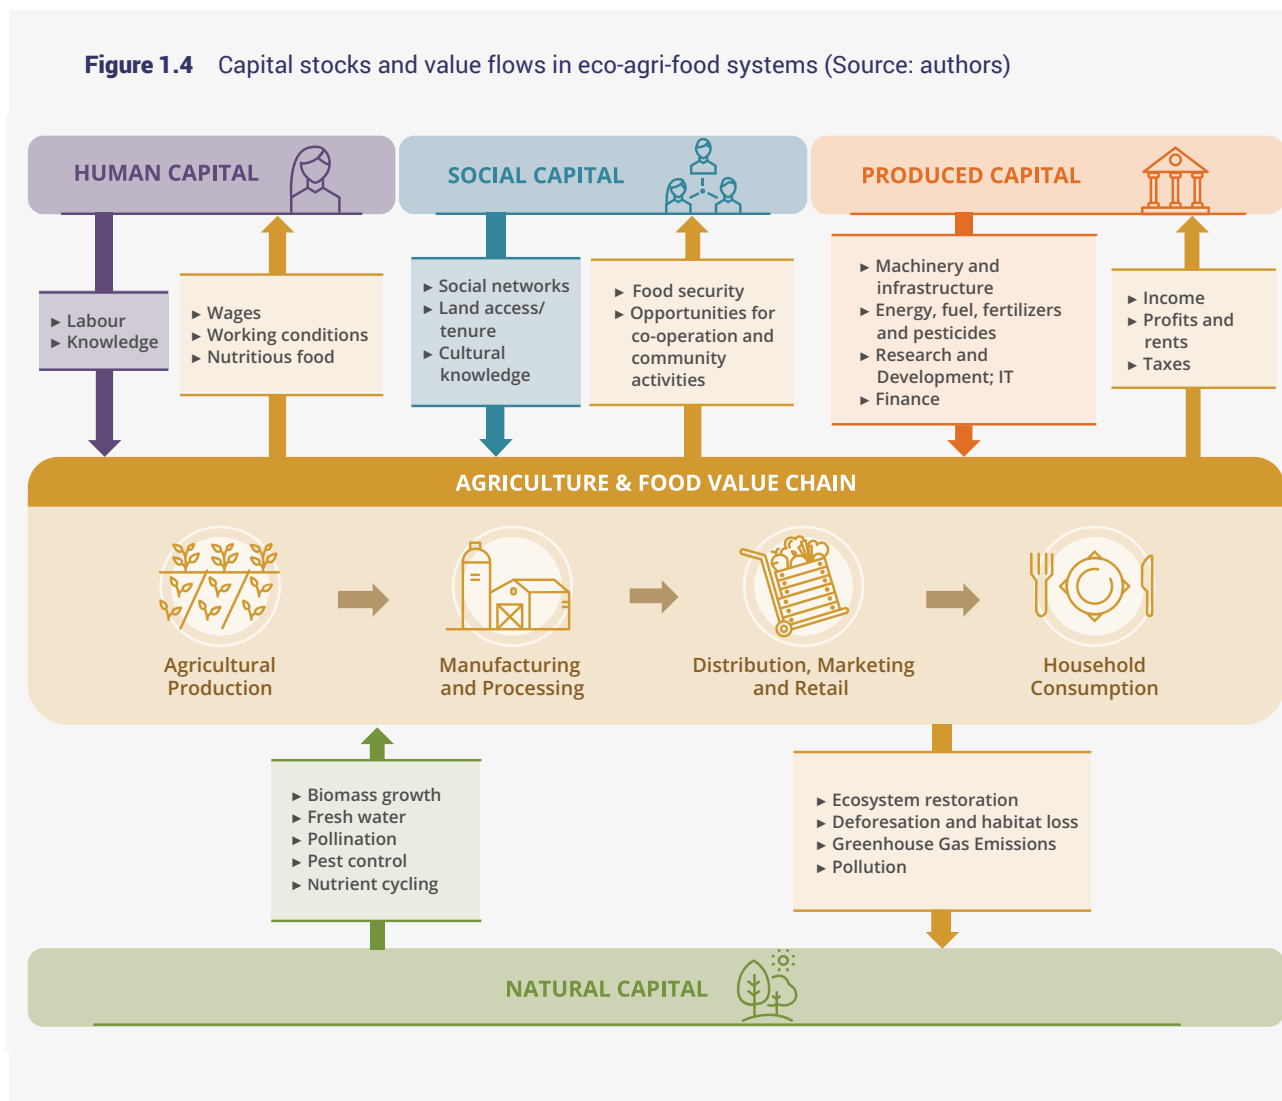 Figure 1.4 Capital stocks and value flows in eco-agri-food systems (Source: authors)
HUMAN CAPITAL
SOCIAL CAPITAL
PRODUCED CAPITAL
► Labour
► Knowledge
► Wages
► Working conditions
► Nutritious food
► Social networks
► Land access/
tenure
► Cultural
knowledge
► Food security
► Opportunities for
co-operation and
community
activities
► Machinery and
infrastructure
► Energy, fuel, fertilizers
and pesticides
► Research and
Development; IT
► Finance
► Income
► Profits and
rents
► Taxes
AGRICULTURE & FOOD VALUE CHAIN
Agricultural
Production
Manufacturing
and Processing
Distribution, Marketing
and Retail
Household
Consumption
► Biomass growth
► Fresh water
► Pollination
► Pest control
► Nutrient cycling
► Ecosystem restoration
► Deforesation and habitat loss
► Greenhouse Gas Emissions
► Pollution
NATURAL CAPITAL